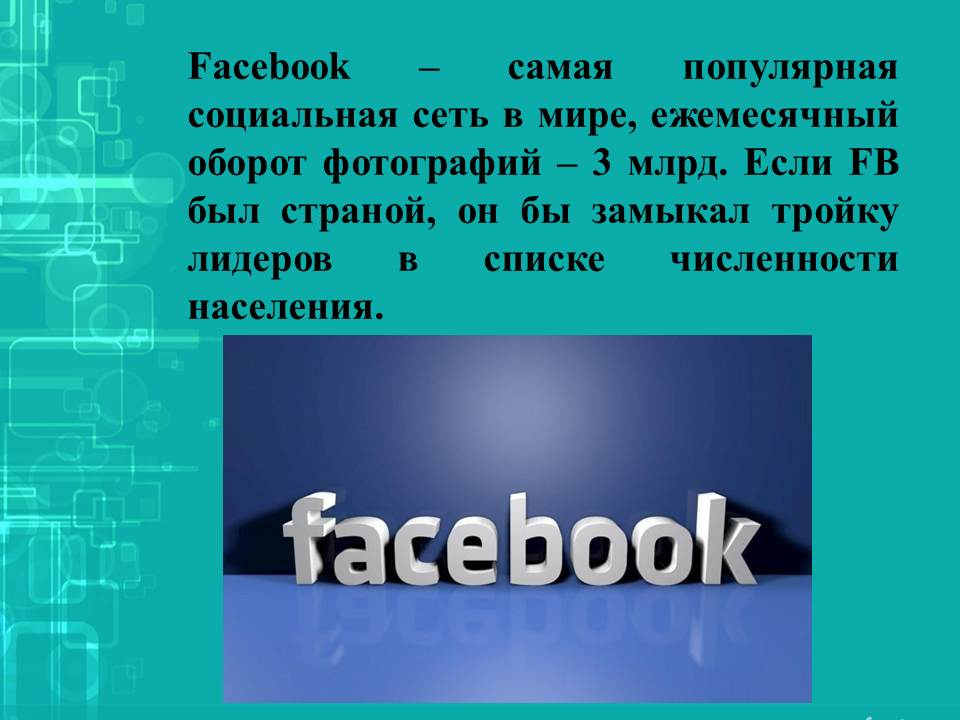 Facebook – самая популярная
социальная сеть в мире, ежемесячный
оборот фотографий – 3 млрд. Если FB
был страной, он бы замыкал тройку
лидеров в списке численности
населения.
facebook